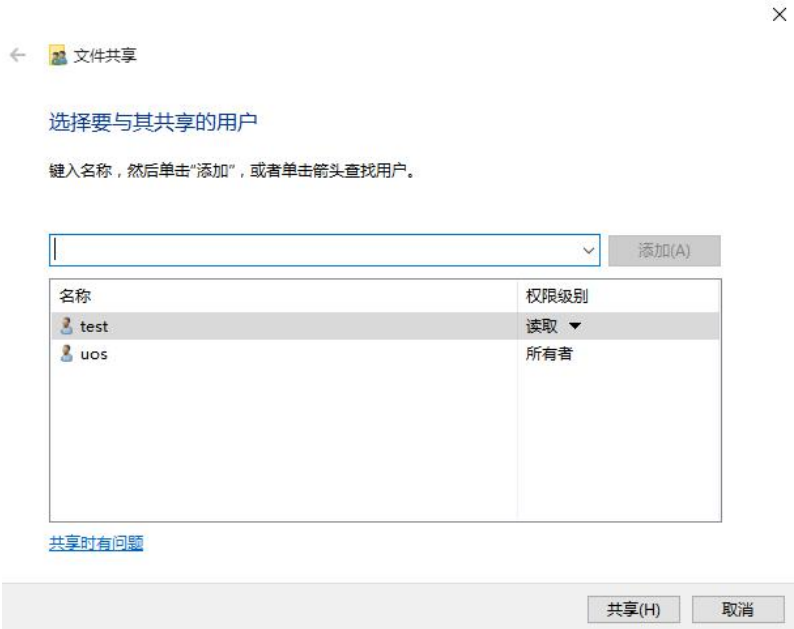 文件共享
选择要与其共享的用户
键入名称，然后单击“添加”，或者单击箭头查找用户。
添加(A)
名称 权限级别
test 读取
uos 所有者
共享时有问题
共享(H) 取消